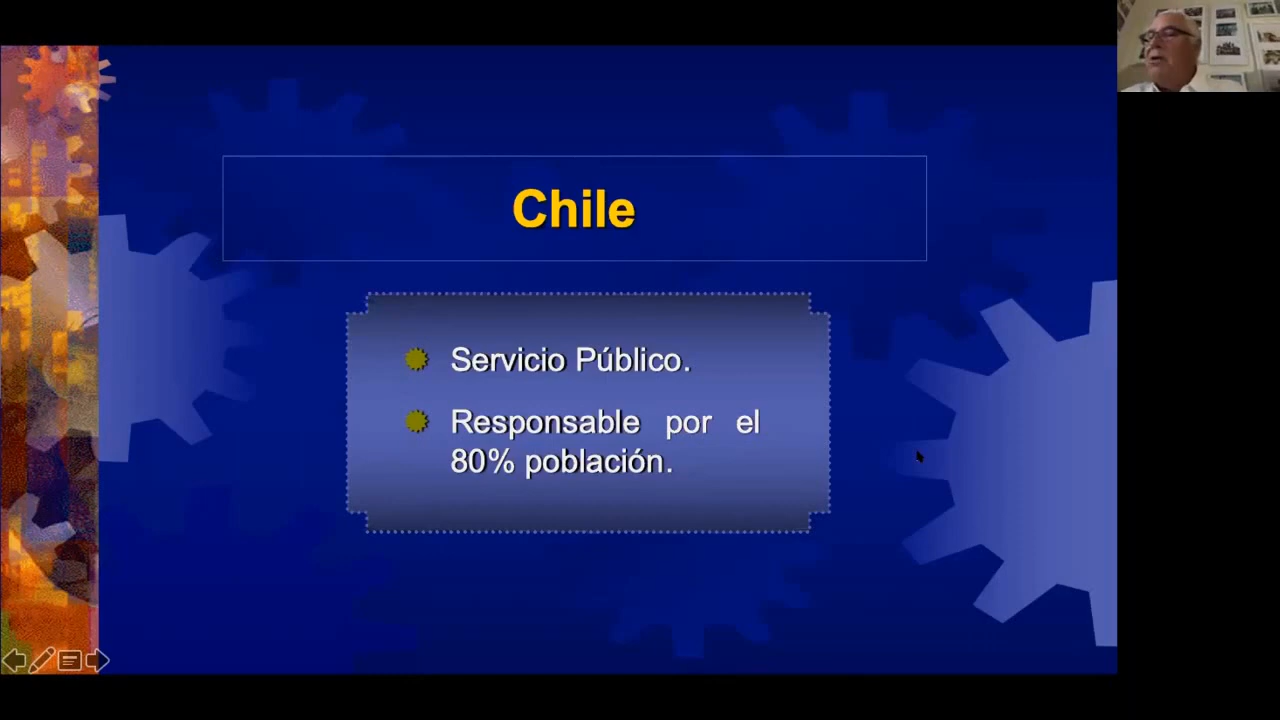 Chile
Servicio Público.
Responsable por el
80% población.